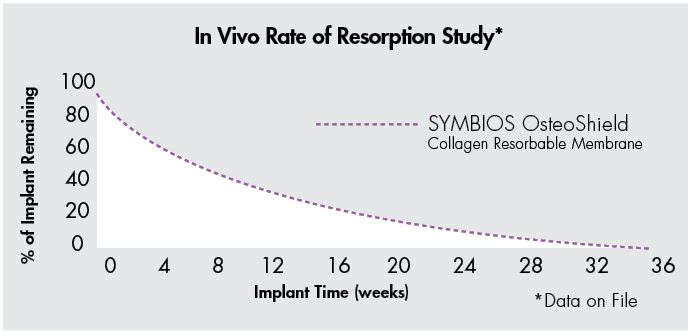 In Vivo Rate of Resorption Study*
% of Implant Remaining
100
80
60
40
20
0
SYMBIOS OsteoShield
Collagen Resorbable Membrane
0 4 8 12 16 20 24 28 32 36
Implant Time (weeks)
*Data on File